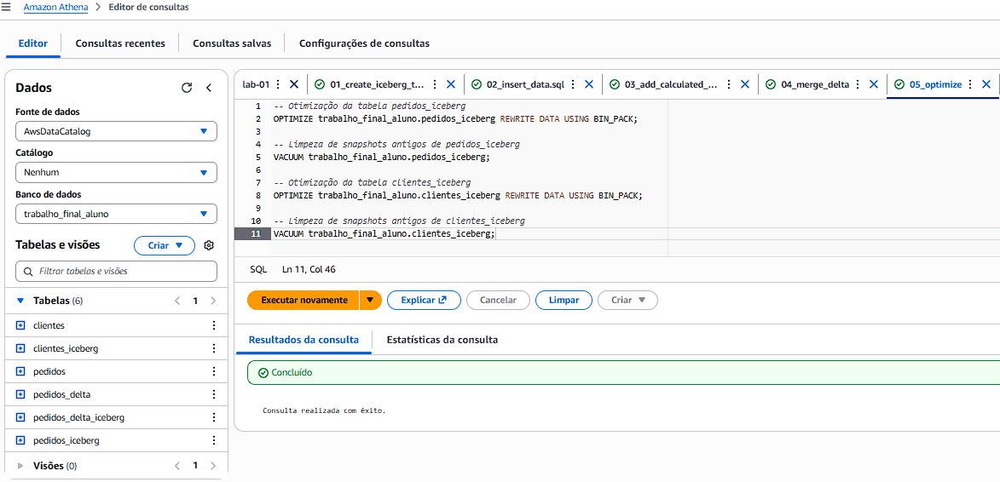 Amazon Athena > Editor de consultas
Editor Consultas recentes Consultas salvas Configurações de consultas
Dados
Fonte de dados
AwsDataCatalog
Catálogo
Nenhum
Banco de dados
trabalho_final_aluno
Tabelas e visões Criar
Filtrar tabelas e visões
Tabelas (6) 1
clientes
clientes_iceberg
pedidos
pedidos_delta
pedidos_delta_iceberg
pedidos_iceberg
Visões (0) 1
lab-01 01_create_iceberg_t... 02_insert_data.sql 03_add_calculated_... 04_merge_delta 05_optimize
1 -- Otimização da tabela pedidos_iceberg
2 OPTIMIZE trabalho_final_aluno.pedidos_iceberg REWRITE DATA USING BIN_PACK;
3
4 -- Limpeza de snapshots antigos de pedidos_iceberg
5 VACUUM trabalho_final_aluno.pedidos_iceberg;
6
7 -- Otimização da tabela clientes_iceberg
8 OPTIMIZE trabalho_final_aluno.clientes_iceberg REWRITE DATA USING BIN_PACK;
9
10 -- Limpeza de snapshots antigos de clientes_iceberg
11 VACUUM trabalho_final_aluno.clientes_iceberg;
SQL Ln 11, Col 46
Executar novamente Explicar Cancelar Limpar Criar
Resultados da consulta Estatísticas da consulta
Concluído
Consulta realizada com êxito.